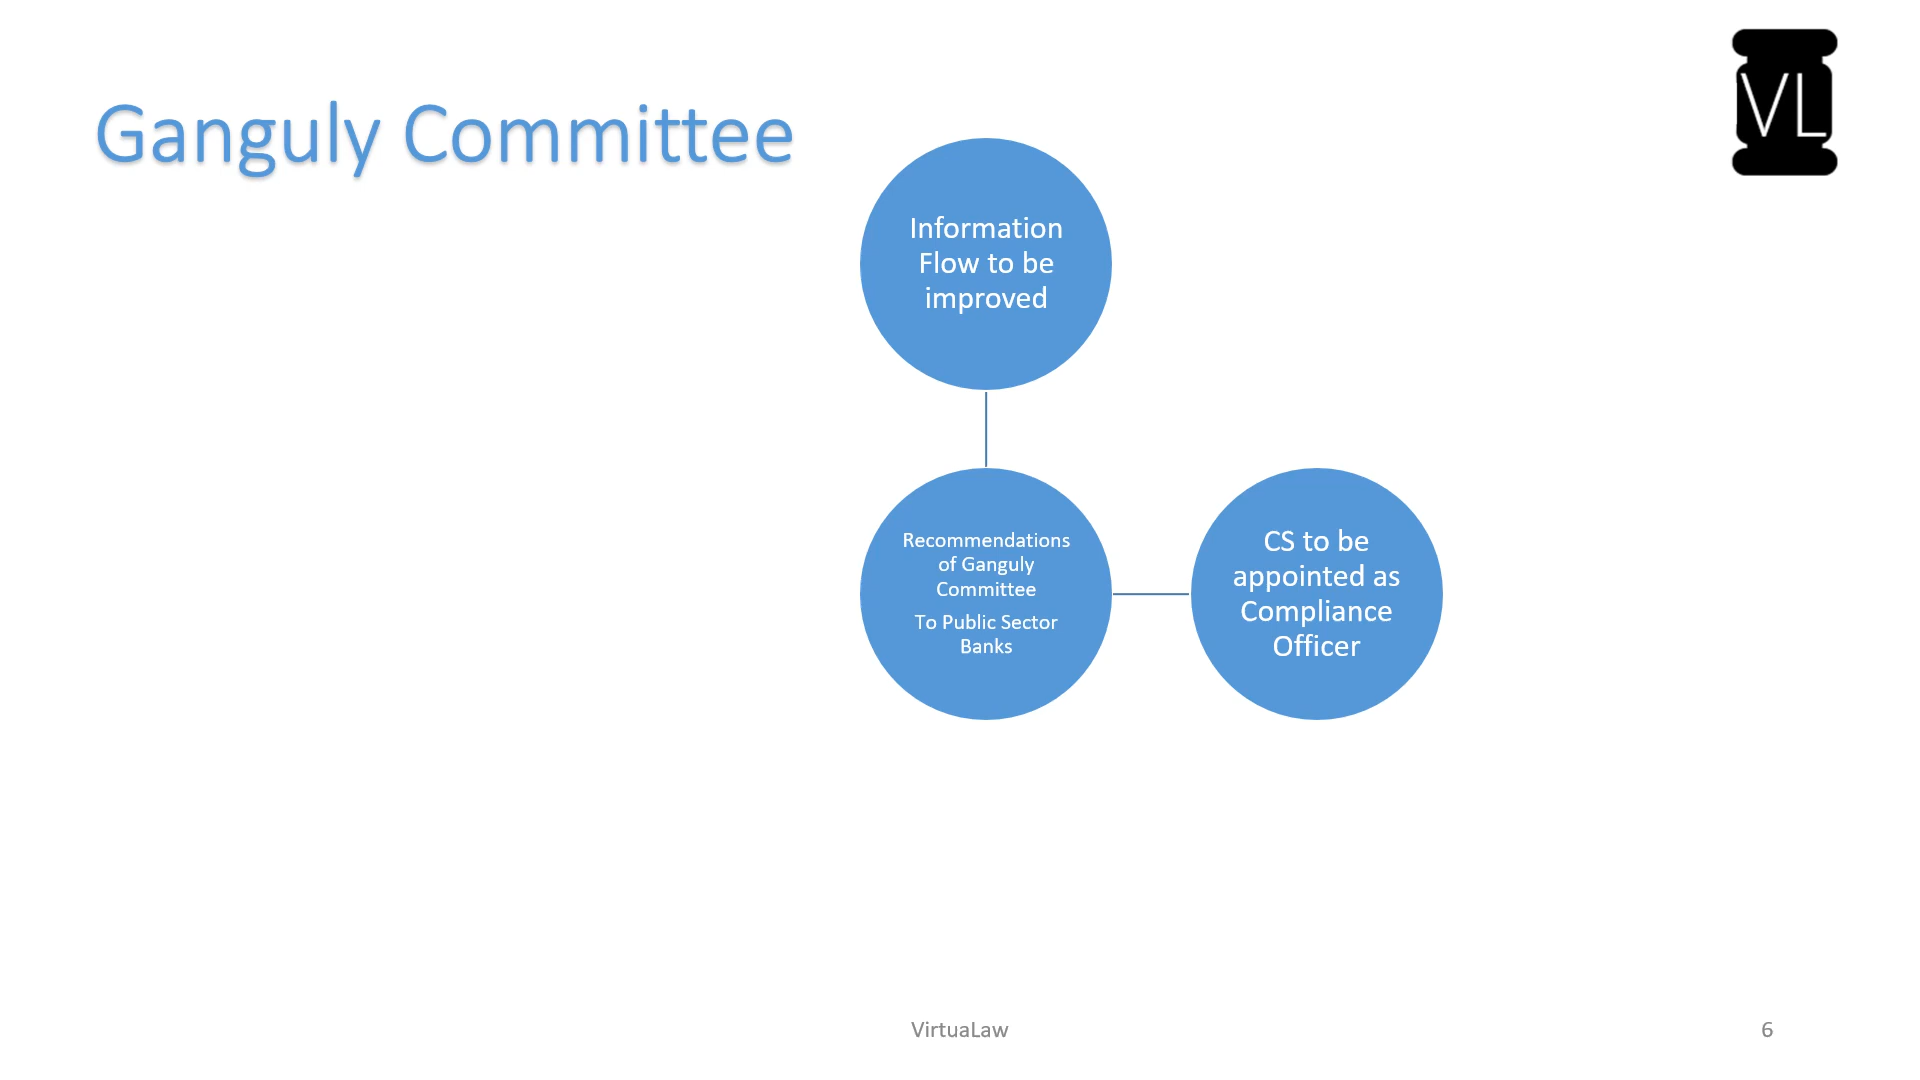 Ganguly Committee
VL
Information
Flow to be
improved
Recommendations
of Ganguly
Committee
To Public Sector
Banks
CS to be
appointed as
Compliance
Officer
VirtuaLaw
6